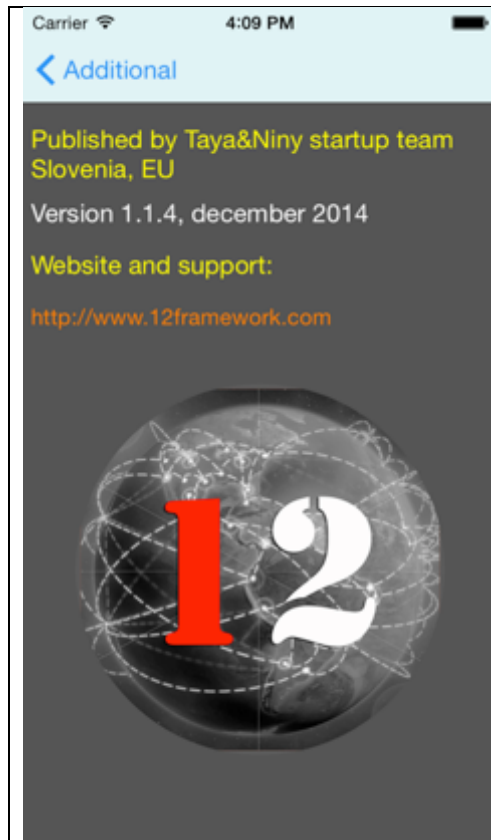 Carrier 4:09 PM
Additional
Published by Taya&Niny startup team
Slovenia, EU
Version 1.1.4, december 2014
Website and support:
http://www.12framework.com
12